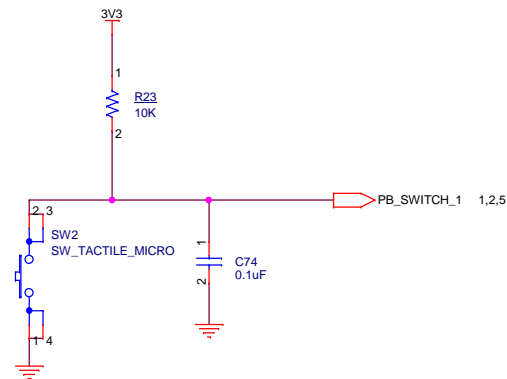 3V3
1
R23
10K
2
PB_SWITCH_1 1,2,5
2 3
SW2
SW_TACTILE_MICRO
1
C74
0.1uF
2
1 4